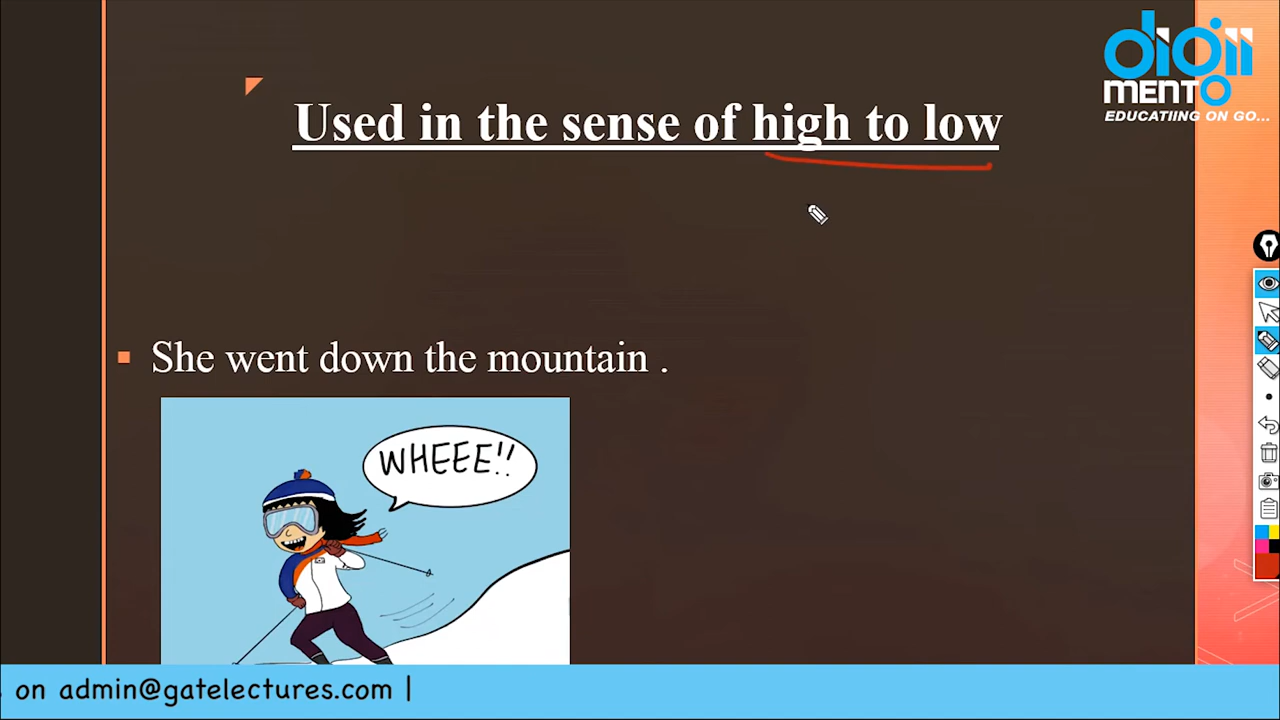 digii
MENTO
EDUCATIING ON GO...
Used in the sense of high to low
She went down the mountain .
WHEEE!!
on admin@gatelectures.com |